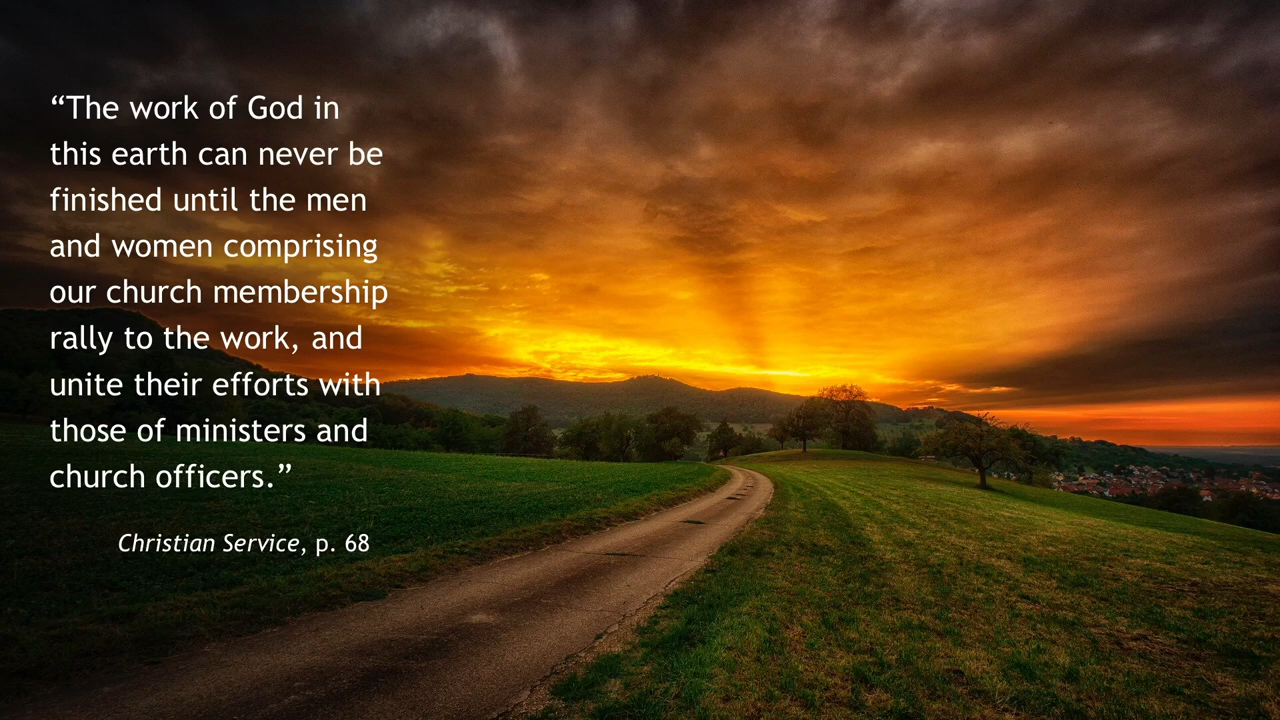 “The work of God in
this earth can never be
finished until the men
and women comprising
our church membership
rally to the work, and
unite their efforts with
those of ministers and
church officers.”
Christian Service, p. 68